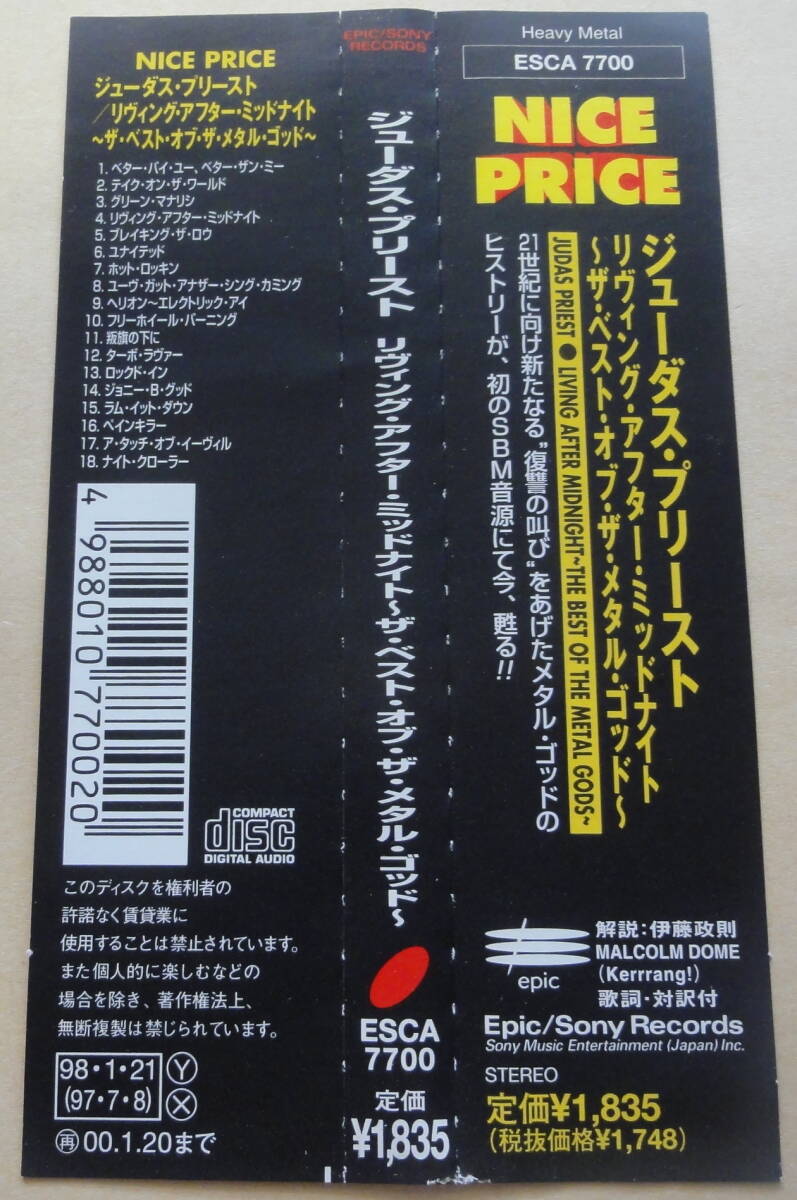 NICE PRICE
ジューダス・プリースト
／リヴィング・アフター・ミッドナイト
～ザ・ベスト・オブ・ザ・メタル・ゴッド～
1. ベター・バイ・ユー、ベター・ザン・ミー
2. テイク・オン・ザ・ワールド
3. グリーン・マナリシ
4. リヴィング・アフター・ミッドナイト
5. ブレイキング・ザ・ロウ
6. ユナイテッド
7. ホット・ロッキン
8. ユーヴ・ガット・アナザー・シング・カミング
9. ヘリオン～エレクトリック・アイ
10. フリーホイール・バーニング
11. 叛旗の下に
12. ターボ・ラヴァー
13. ロックド・イン
14. ジョニー・B・グッド
15. ラム・イット・ダウン
16. ペインキラー
17. ア・タッチ・オブ・イーヴィル
18. ナイト・クローラー
4 988010 770020
COMPACT
disc
DIGITAL AUDIO
このディスクを権利者の
許諾なく賃貸業に
使用することは禁止されています。
また個人的に楽しむなどの
場合を除き、著作権法上、
無断複製は禁じられています。
98・1・21 Y
(97・7・8) X
再 00.1.20まで
EPIC/SONY
RECORDS
ジューダス・プリースト リヴィング・アフター・ミッドナイト～ザ・ベスト・オブ・ザ・メタル・ゴッド～
ESCA
7700
定価
¥1,835
Heavy Metal
ESCA 7700
NICE
PRICE
ジューダス・プリースト
リヴィング・アフター・ミッドナイト
～ザ・ベスト・オブ・ザ・メタル・ゴッド～
JUDAS PRIEST ● LIVING AFTER MIDNIGHT~THE BEST OF THE METAL GODS~
21世紀に向け新たなる“復讐の叫び”をあげたメタル・ゴッドの
ヒストリーが、初のSBM音源にて今、甦る!!
epic
解説：伊藤政則
MALCOLM DOME
(Kerrrang!)
歌詞・対訳付
Epic/Sony Records
Sony Music Entertainment (Japan) Inc.
STEREO
定価¥1,835
(税抜価格¥1,748)